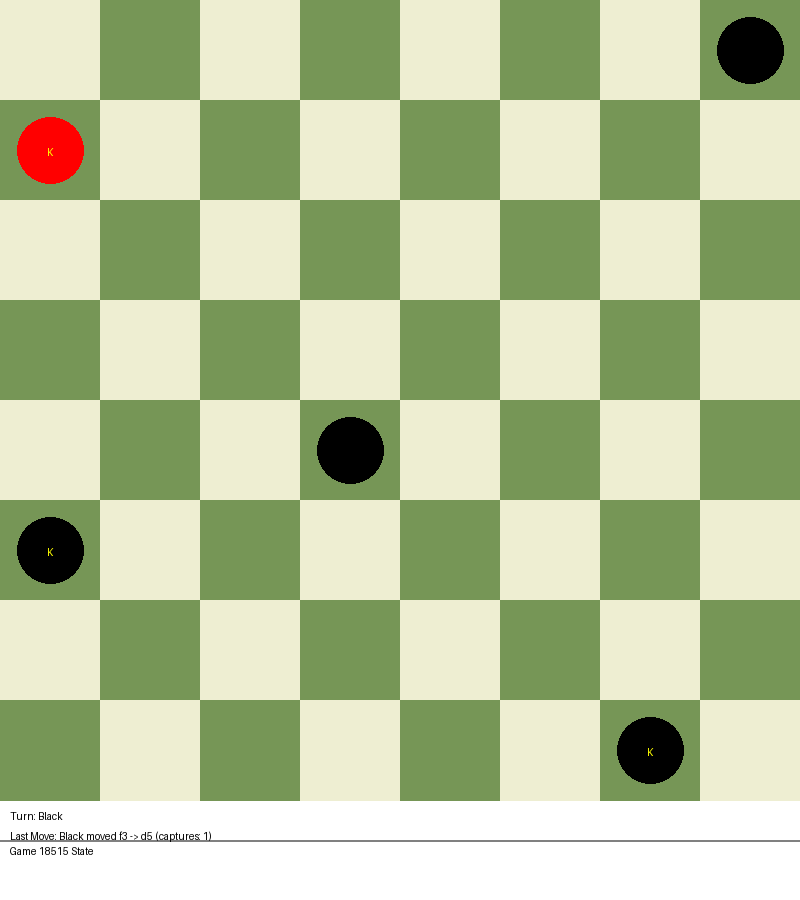 K
K
K
Turn: Black
Last Move: Black moved f3 -> d5 (captures: 1)
Game 18515 State